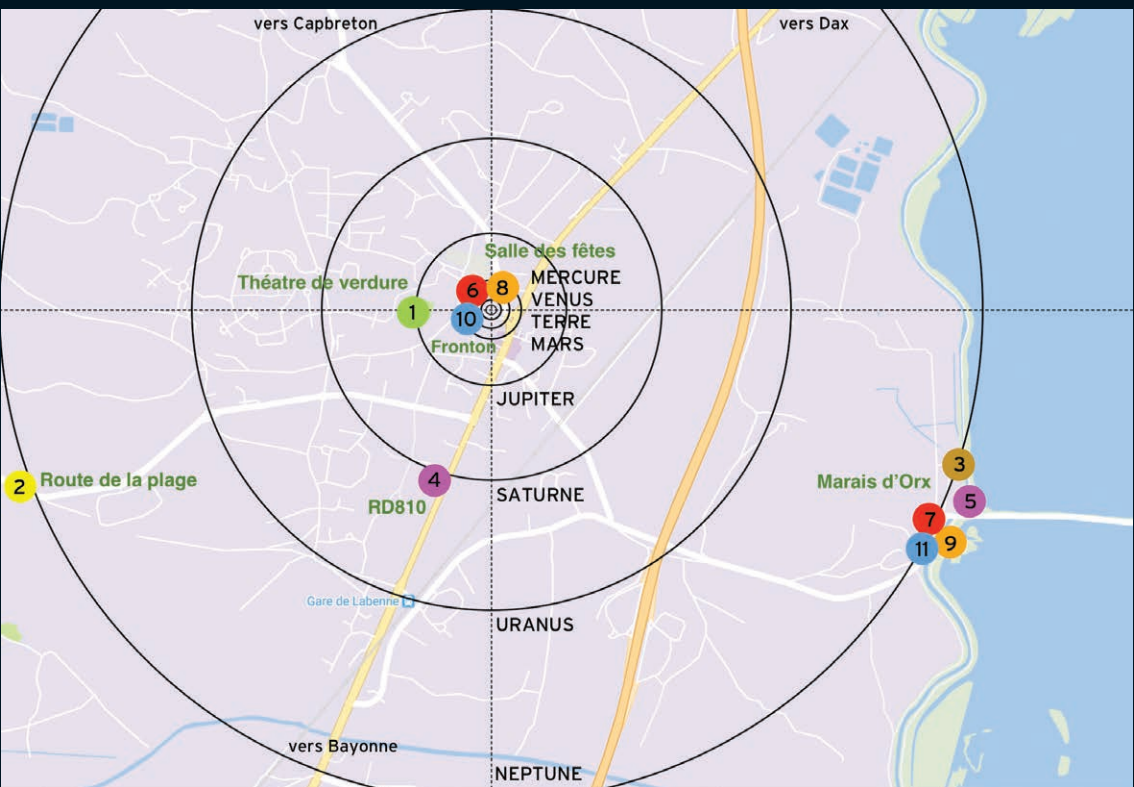 vers Capbreton
vers Dax
Salle des fêtes
Théatre de verdure
MERCURE
6
8
VENUS
1
10
TERRE
Fronton
MARS
JUPITER
3
2
Route de la plage
4
Marais d'Orx
SATURNE
5
RD810
7
11
9
Gare de Labenne
URANUS
vers Bayonne
NEPTUNE